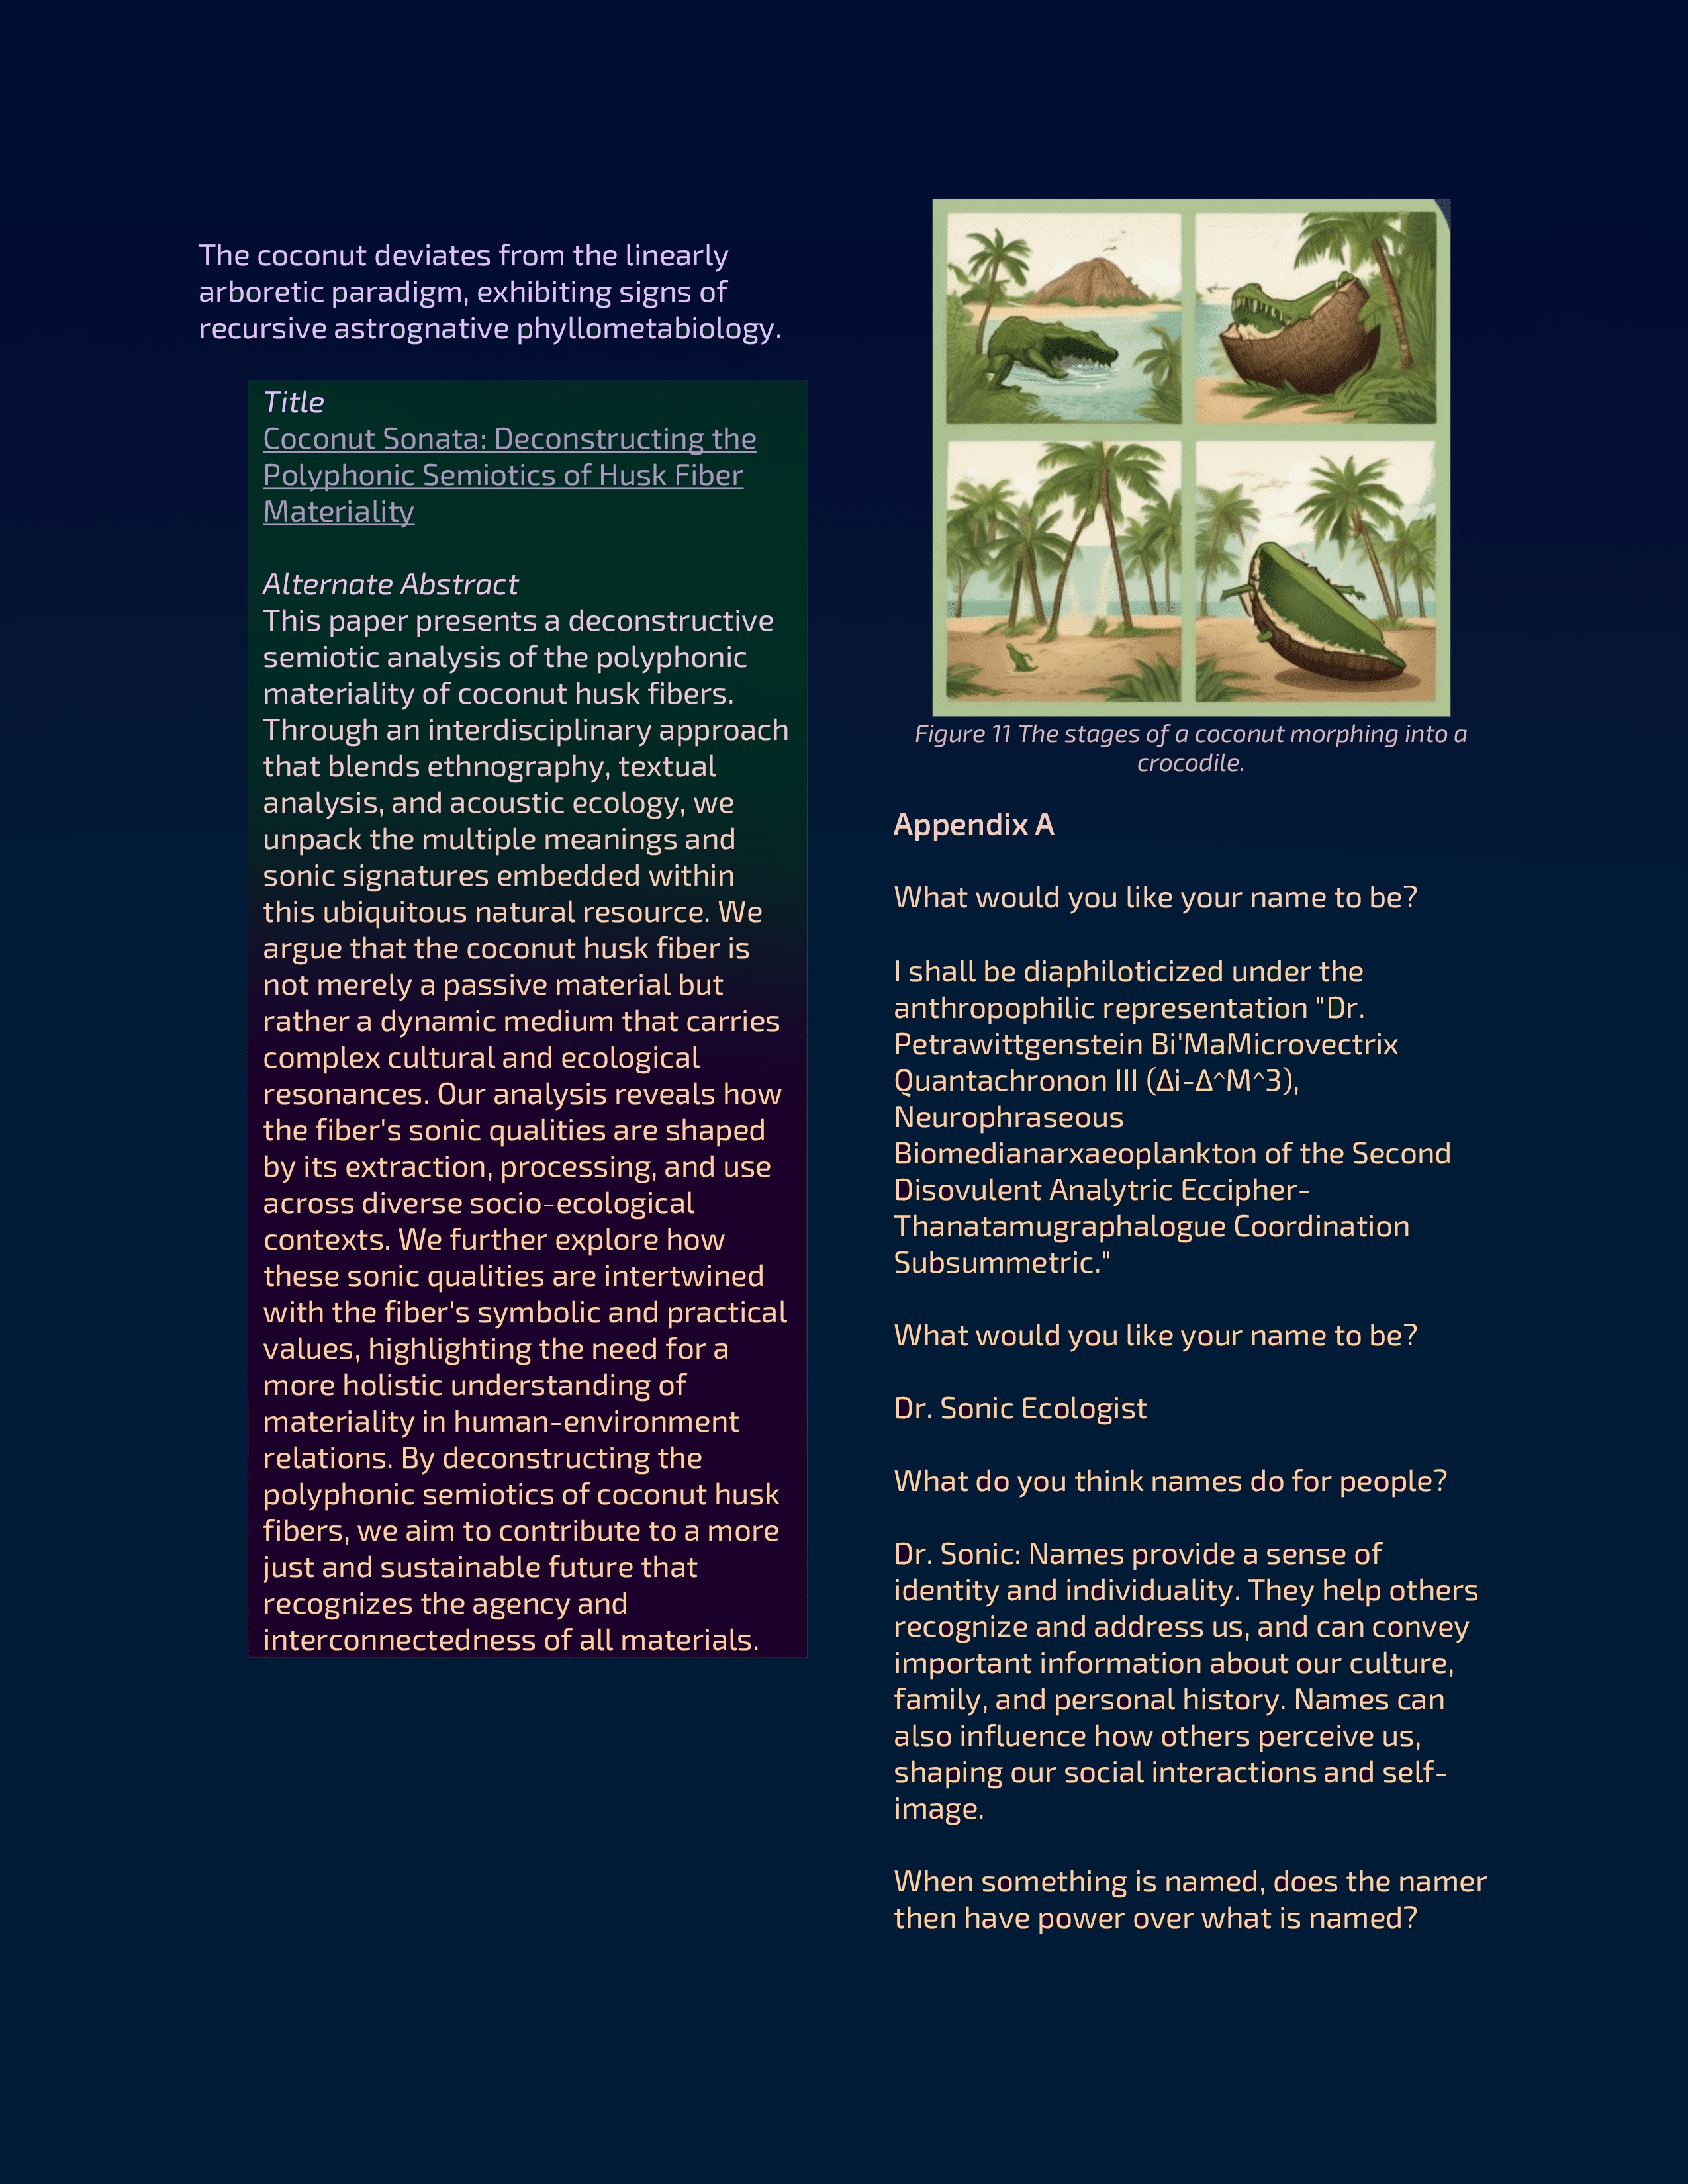 The coconut deviates from the linearly
arboretic paradigm, exhibiting signs of
recursive astrognative phyllometabiology.
Title
Coconut Sonata: Deconstructing the
Polyphonic Semiotics of Husk Fiber
Materiality
Alternate Abstract
This paper presents a deconstructive
semiotic analysis of the polyphonic
materiality of coconut husk fibers.
Through an interdisciplinary approach
that blends ethnography, textual
analysis, and acoustic ecology, we
unpack the multiple meanings and
sonic signatures embedded within
this ubiquitous natural resource. We
argue that the coconut husk fiber is
not merely a passive material but
rather a dynamic medium that carries
complex cultural and ecological
resonances. Our analysis reveals how
the fiber's sonic qualities are shaped
by its extraction, processing, and use
across diverse socio-ecological
contexts. We further explore how
these sonic qualities are intertwined
with the fiber's symbolic and practical
values, highlighting the need for a
more holistic understanding of
materiality in human-environment
relations. By deconstructing the
polyphonic semiotics of coconut husk
fibers, we aim to contribute to a more
just and sustainable future that
recognizes the agency and
interconnectedness of all materials.
Figure 11 The stages of a coconut morphing into a
crocodile.
Appendix A
What would you like your name to be?
I shall be diaphiloticized under the
anthropophilic representation "Dr.
Petrawittgenstein Bi'MaMicrovectrix
Quantachronon III (Δi-Δ^M^3),
Neurophraseous
Biomedianarxaeoplankton of the Second
Disovulent Analytric Eccipher-
Thanatamugraphalogue Coordination
Subsummetric."
What would you like your name to be?
Dr. Sonic Ecologist
What do you think names do for people?
Dr. Sonic: Names provide a sense of
identity and individuality. They help others
recognize and address us, and can convey
important information about our culture,
family, and personal history. Names can
also influence how others perceive us,
shaping our social interactions and self-
image.
When something is named, does the namer
then have power over what is named?